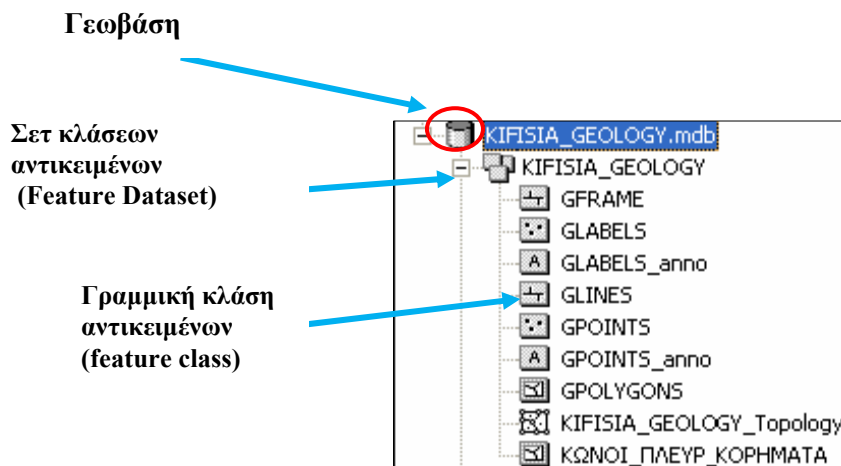 Γεωβάση
Σετ κλάσεων
αντικειμένων
(Feature Dataset)
Γραμμική κλάση
αντικειμένων
(feature class)
KIFISIA_GEOLOGY.mdb
KIFISIA_GEOLOGY
GFRAME
GLABELS
GLABELS_anno
GLINES
GPOINTS
GPOINTS_anno
GPOLYGONS
KIFISIA_GEOLOGY_Topology
ΚΩΝΟΙ_ΠΛΕΥΡ_ΚΟΡΗΜΑΤΑ